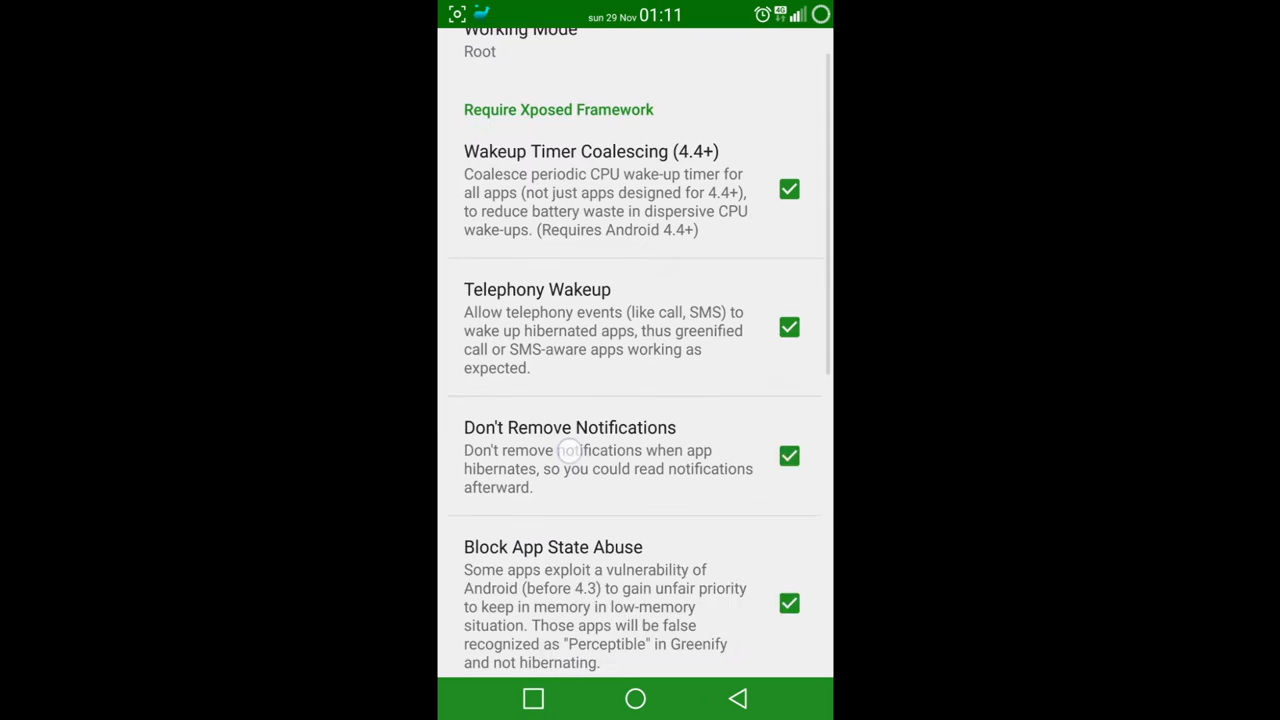 sun 29 Nov 01:11
4G
Working Mode
Root
Require Xposed Framework
Wakeup Timer Coalescing (4.4+)
Coalesce periodic CPU wake-up timer for
all apps (not just apps designed for 4.4+),
to reduce battery waste in dispersive CPU
wake-ups. (Requires Android 4.4+)
Telephony Wakeup
Allow telephony events (like call, SMS) to
wake up hibernated apps, thus greenified
call or SMS-aware apps working as
expected.
Don't Remove Notifications
Don't remove notifications when app
hibernates, so you could read notifications
afterward.
Block App State Abuse
Some apps exploit a vulnerability of
Android (before 4.3) to gain unfair priority
to keep in memory in low-memory
situation. Those apps will be false
recognized as "Perceptible" in Greenify
and not hibernating.